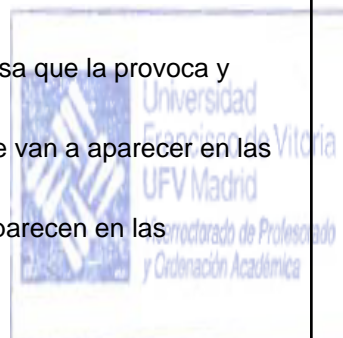 sa que la provoca y
Universidad
e van a aparecer en las
Francisco de Vitoria
UFV Madrid
parecen en las
Vicerrectorado de Profesorado
y Ordenación Académica